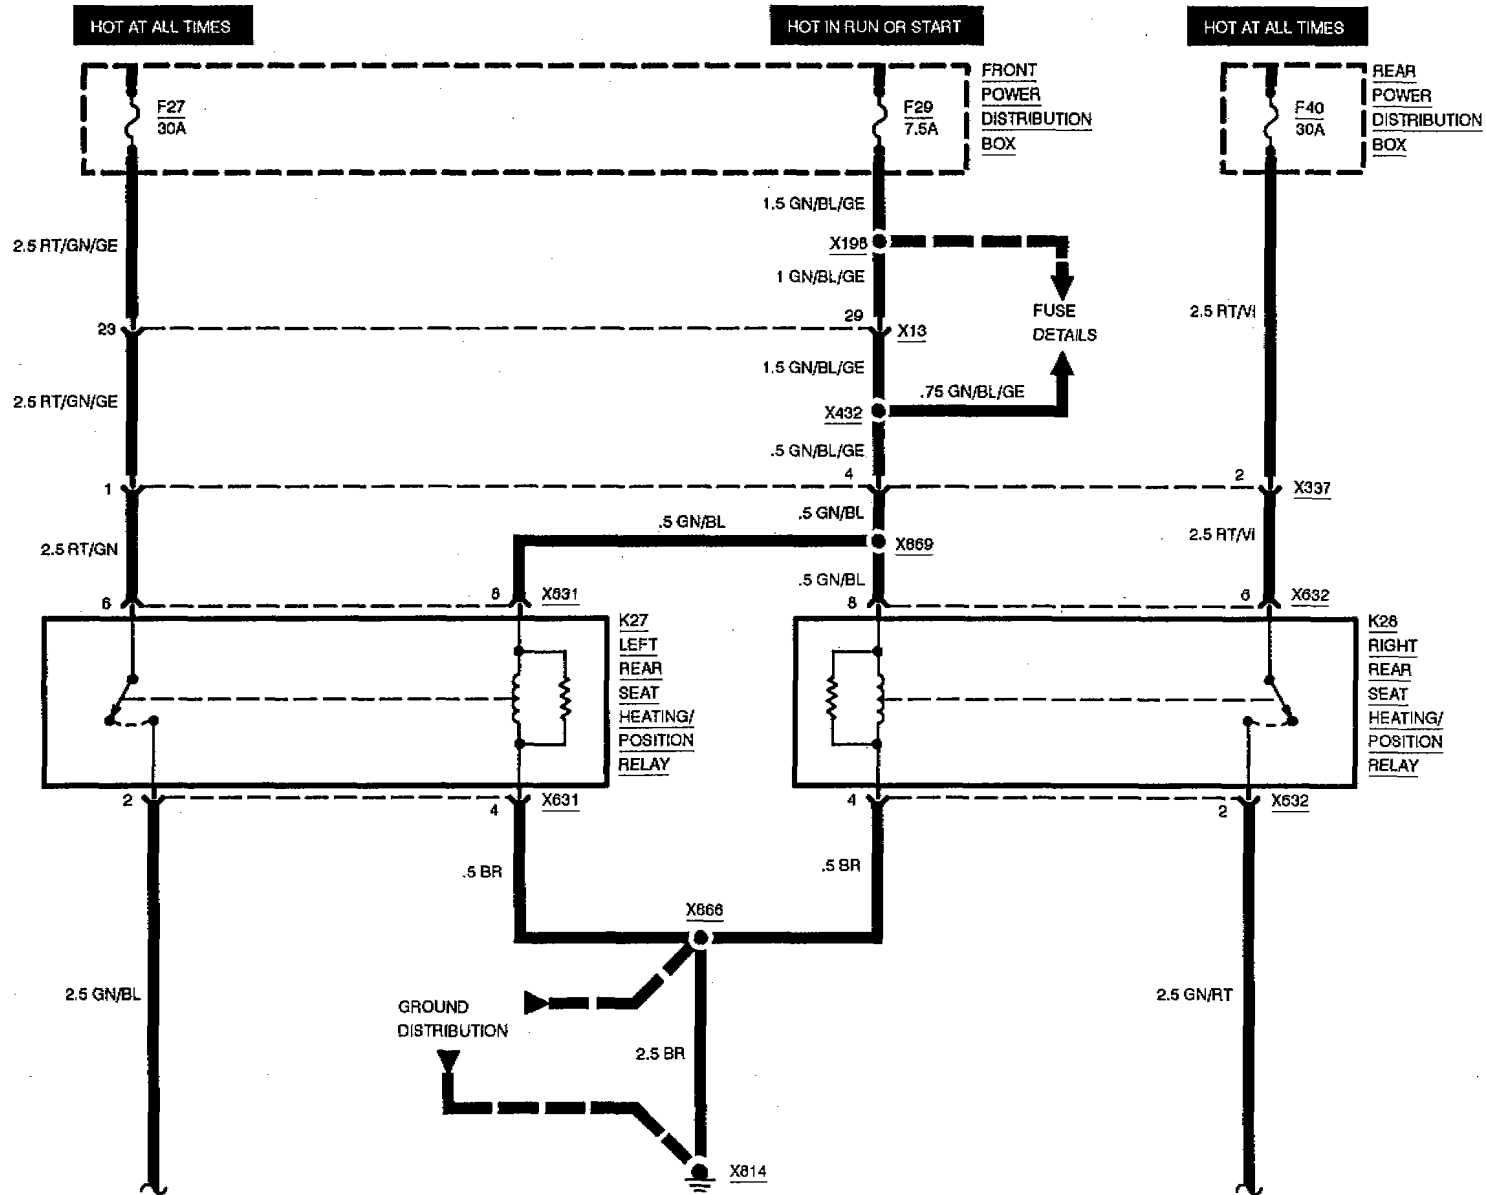 HOT AT ALL TIMES
HOT IN RUN OR START
HOT AT ALL TIMES
F27
30A
F29
7.5A
FRONT
POWER
DISTRIBUTION
BOX
F40
30A
REAR
POWER
DISTRIBUTION
BOX
1.5 GN/BL/GE
2.5 RT/GN/GE
X198
1 GN/BL/GE
FUSE
DETAILS
2.5 RT/VI
23
29
X13
1.5 GN/BL/GE
2.5 RT/GN/GE
.75 GN/BL/GE
X432
.5 GN/BL/GE
1
4
2
X337
.5 GN/BL
.5 GN/BL
2.5 RT/GN
X869
2.5 RT/VI
.5 GN/BL
6
8
X631
8
6
X632
K27
LEFT
REAR
SEAT
HEATING/
POSITION
RELAY
K28
RIGHT
REAR
SEAT
HEATING/
POSITION
RELAY
2
4
X631
4
2
X632
.5 BR
.5 BR
X866
2.5 GN/BL
GROUND
DISTRIBUTION
2.5 GN/RT
2.5 BR
X814